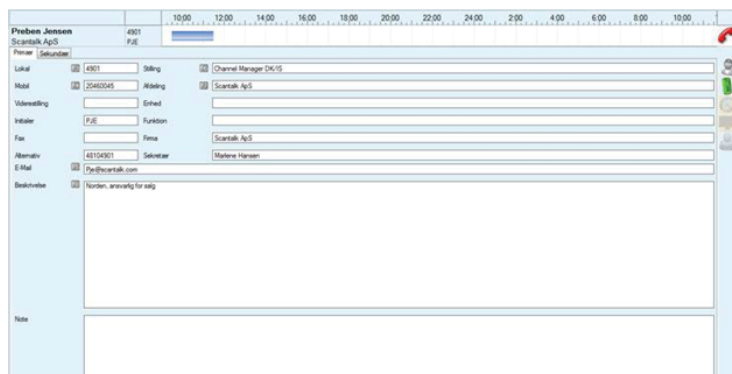 10:00 12:00 14:00 16:00 18:00 20:00 22:00 24:00 2:00 4:00 6:00 8:00 10:00
Preben Jensen 4901
Scantalk ApS PJE
Primær Sekundær
Lokal 4901 Stilling Channel Manager DK/IS
Mobil 20460045 Afdeling Scantalk ApS
Viderestilling Enhed
Initialer PJE Funktion
Fax Firma Scantalk ApS
Alternativ 48104901 Sekretær Marlene Hansen
E-Mail Pje@scantalk.com
Beskrivelse Norden, ansvarlig for salg
Note